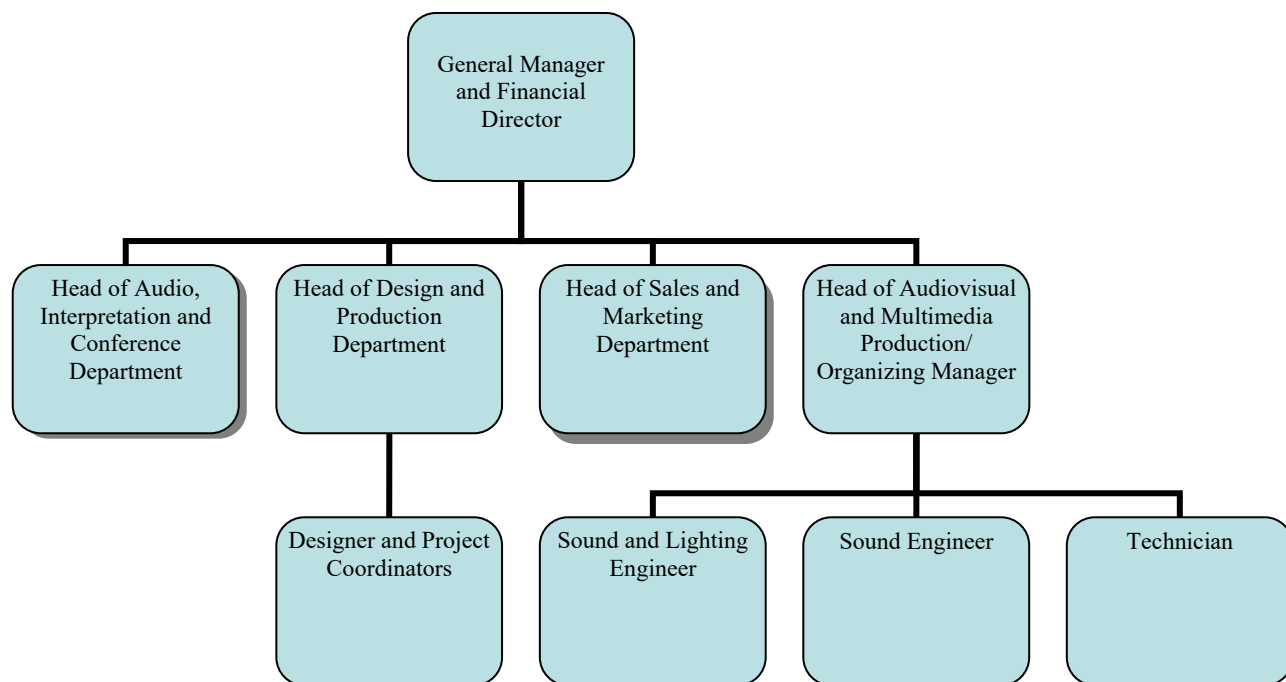 General Manager
and Financial
Director
Head of Audio,
Interpretation and
Conference
Department
Head of Design and
Production
Department
Head of Sales and
Marketing
Department
Head of Audiovisual
and Multimedia
Production/
Organizing Manager
Designer and Project
Coordinators
Sound and Lighting
Engineer
Sound Engineer
Technician